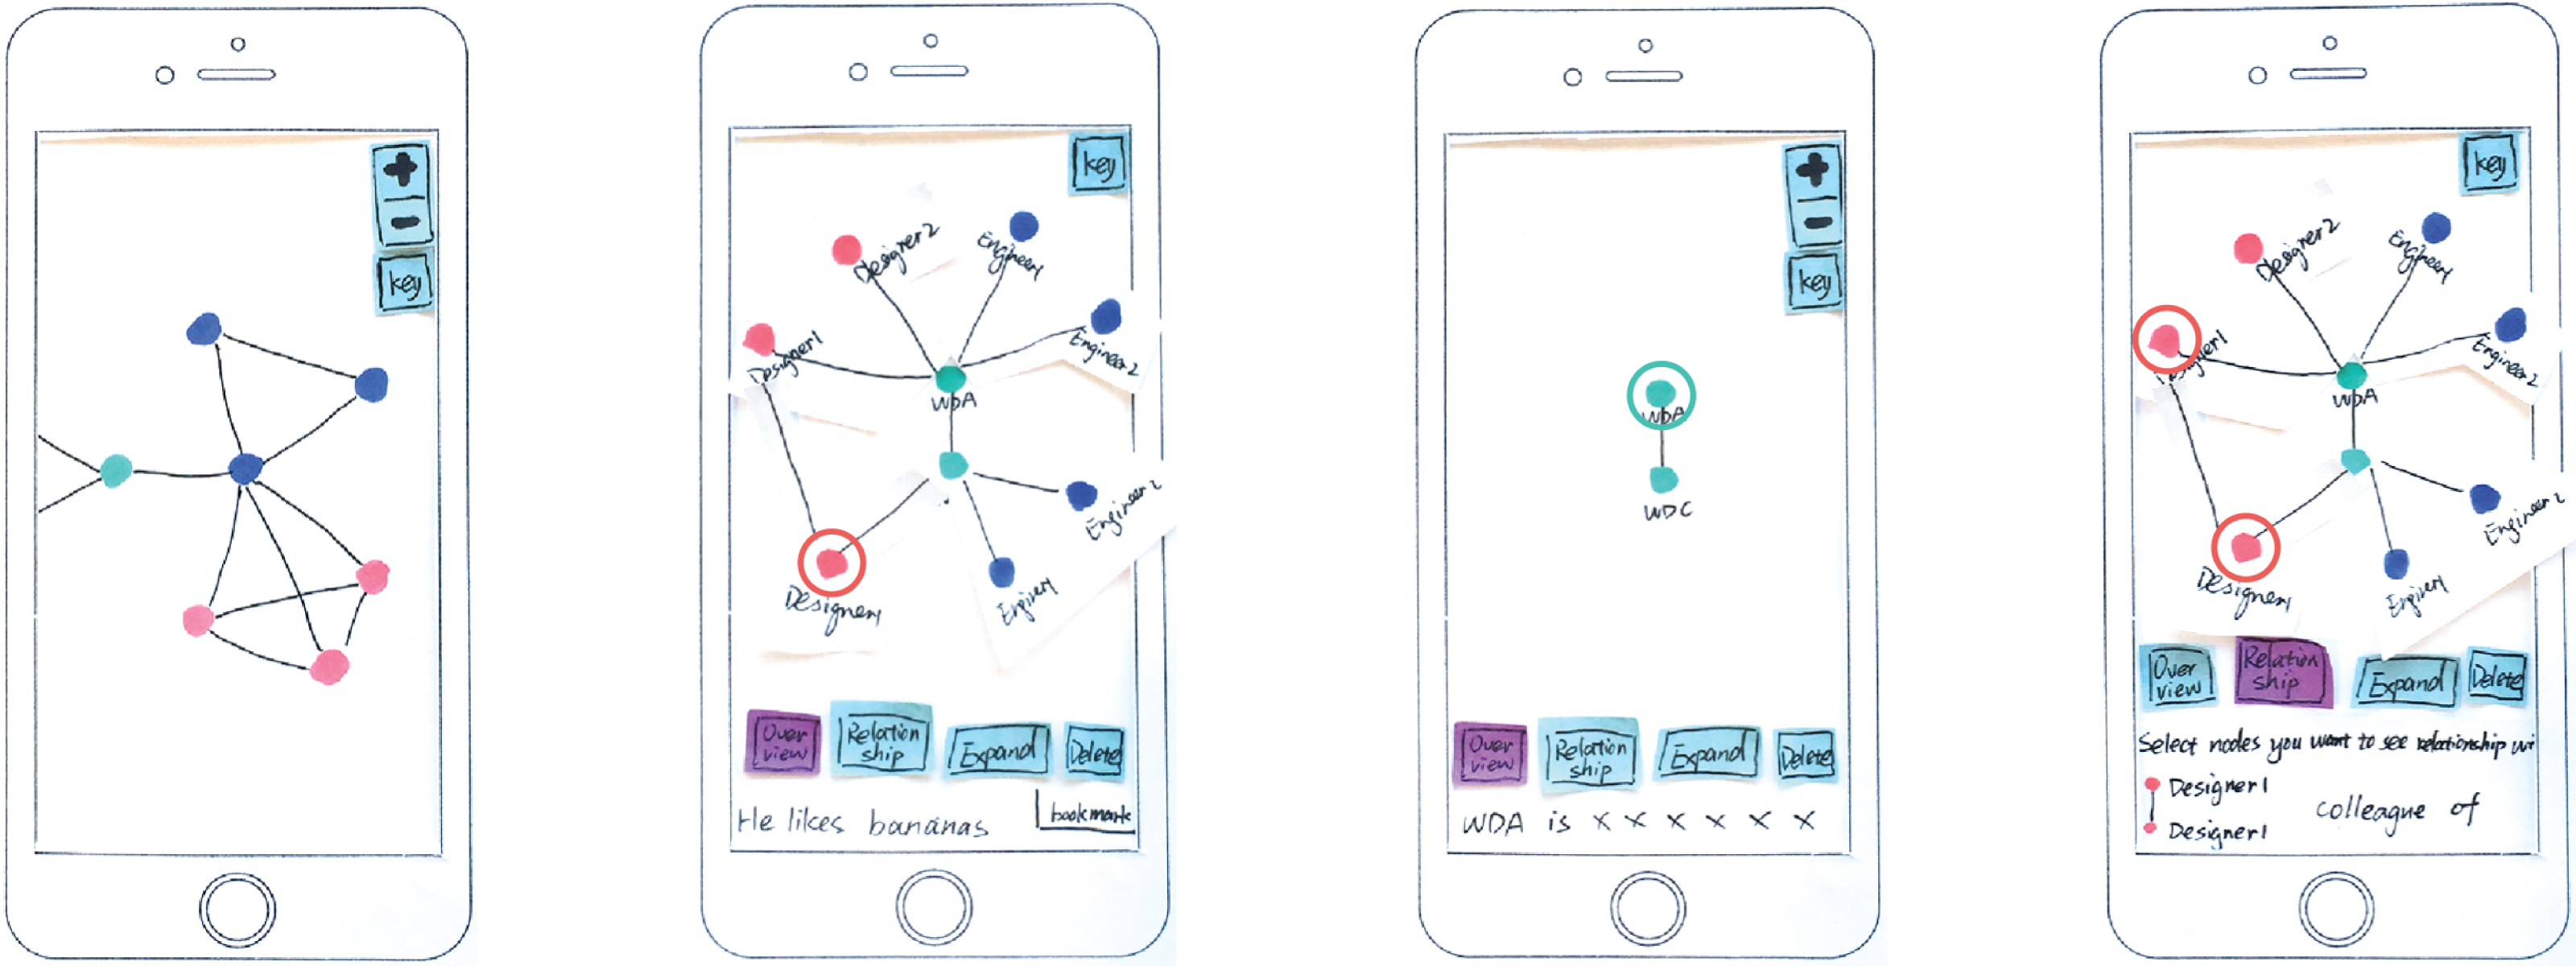 +
-
key
key
Designer2
Engineer1
Designer1
Engineer2
WDA
Engineer2
Designer1
Enginer1
Over
view
Relation
ship
Expand
Delete
He likes bananas
bookmark
+
-
key
WDA
WDC
Over
view
Relation
ship
Expand
Delete
WDA is x x x x x x
key
Designer2
Engineer1
Designer1
Engineer2
WDA
Engineer2
Designer1
Enginer1
Over
view
Relation
ship
Expand
Delete
Select nodes you want to see relationship wi
Designer1
colleague of
Designer1